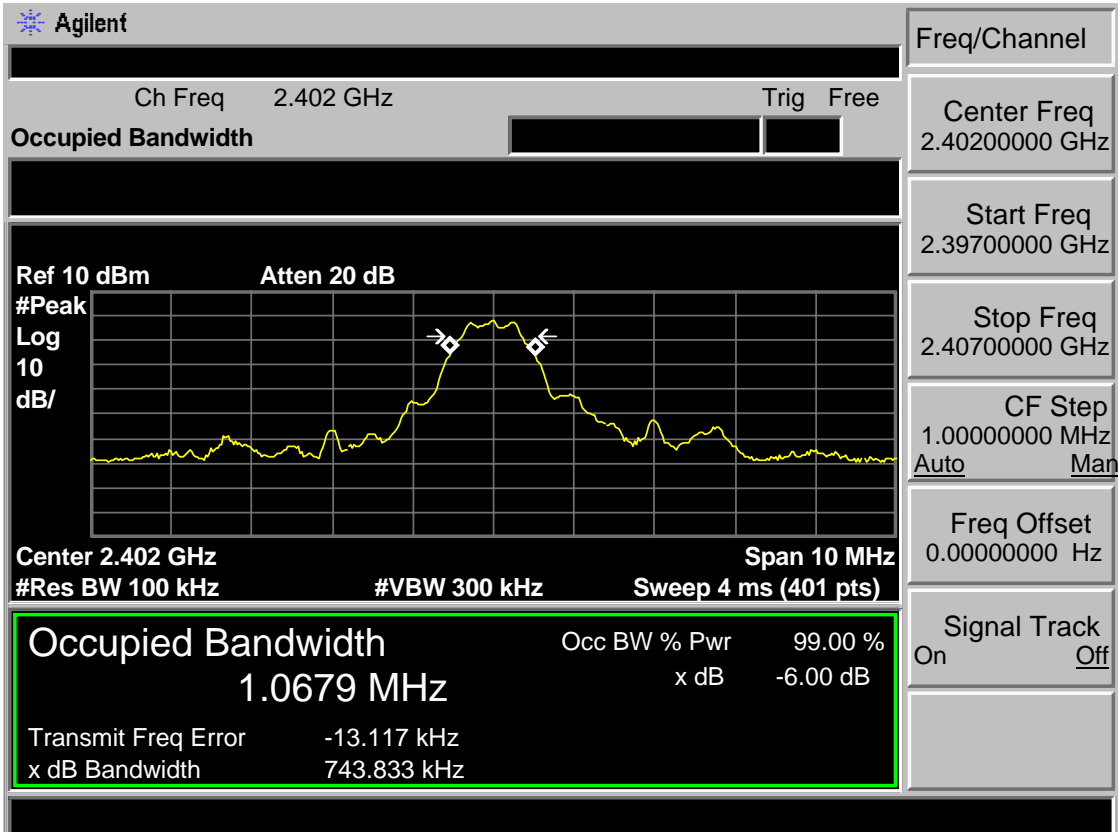 Agilent
Freq/Channel
Ch Freq 2.402 GHz Trig Free
Occupied Bandwidth
Center Freq
2.40200000 GHz
Start Freq
2.39700000 GHz
Stop Freq
2.40700000 GHz
CF Step
1.00000000 MHz
Auto Man
Freq Offset
0.00000000 Hz
Signal Track
On Off
Ref 10 dBm Atten 20 dB
#Peak
Log
10
dB/
Center 2.402 GHz Span 10 MHz
#Res BW 100 kHz #VBW 300 kHz Sweep 4 ms (401 pts)
Occupied Bandwidth
1.0679 MHz
Occ BW % Pwr 99.00 %
x dB -6.00 dB
Transmit Freq Error -13.117 kHz
x dB Bandwidth 743.833 kHz